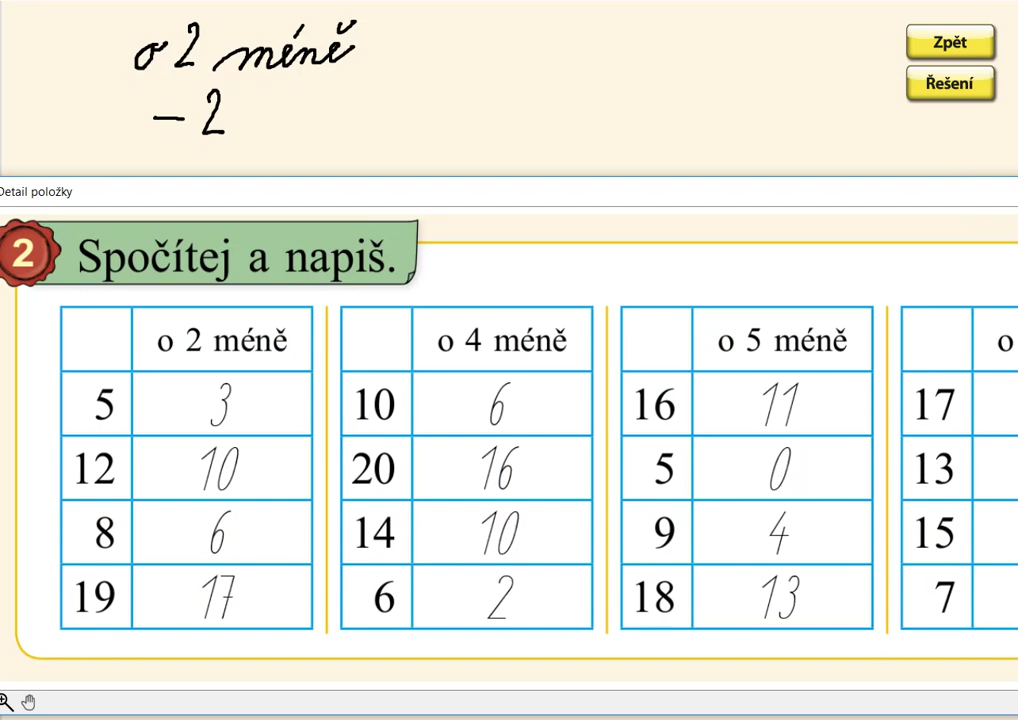 o 2 méně
- 2
Zpět
Řešení
Detail položky
2 Spočítej a napiš.
o 2 méně o 4 méně o 5 méně o
5 3 10 6 16 11 17
12 10 20 16 5 0 13
8 6 14 10 9 4 15
19 17 6 2 18 13 7